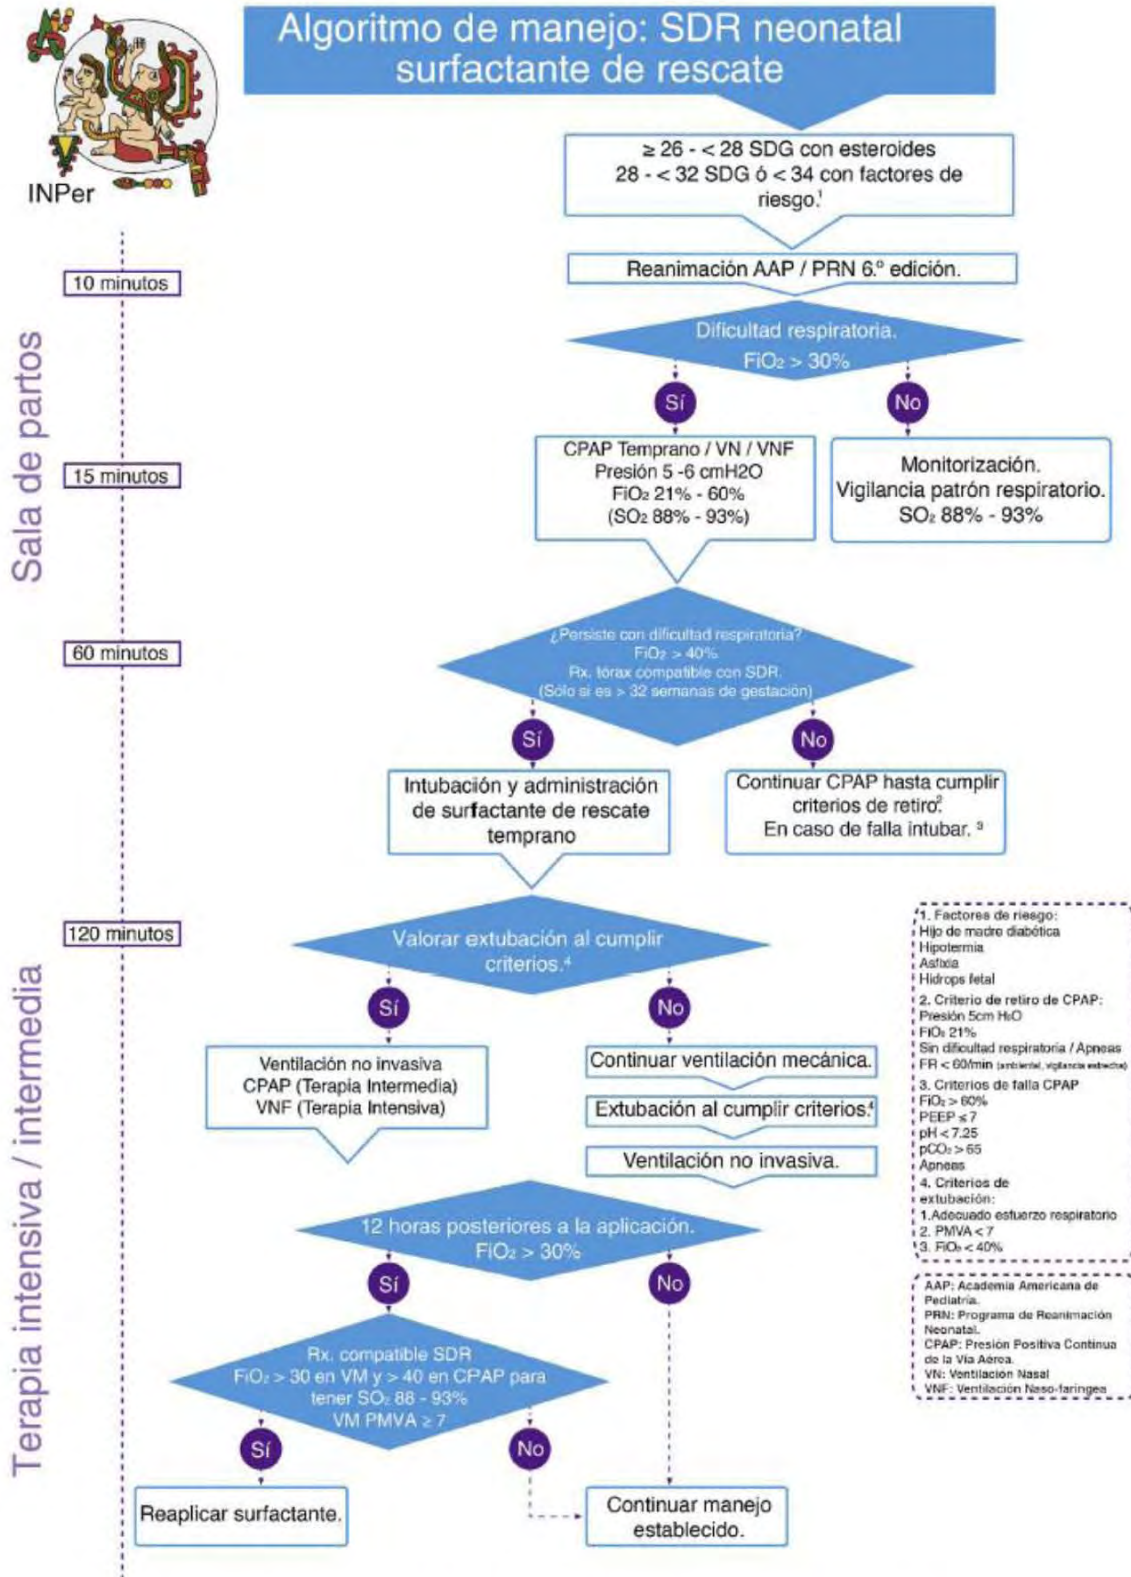 Algoritmo de manejo: SDR neonatal
surfactante de rescate
INPer
≥ 26 - < 28 SDG con esteroides
28 - < 32 SDG ó < 34 con factores de
riesgo.¹
10 minutos
Reanimación AAP / PRN 6.º edición.
Dificultad respiratoria.
FiO₂ > 30%
Sí
No
Sala de partos
15 minutos
CPAP Temprano / VN / VNF
Presión 5 -6 cmH2O
FiO₂ 21% - 60%
(SO₂ 88% - 93%)
Monitorización.
Vigilancia patrón respiratorio.
SO₂ 88% - 93%
60 minutos
¿Persiste con dificultad respiratoria?
FiO₂ > 40%
Rx. tórax compatible con SDR.
(Sólo si es > 32 semanas de gestación)
Sí
No
Intubación y administración
de surfactante de rescate
temprano
Continuar CPAP hasta cumplir
criterios de retiro.²
En caso de falla intubar. ³
120 minutos
Valorar extubación al cumplir
criterios.⁴
Sí
No
Terapia intensiva / intermedia
Ventilación no invasiva
CPAP (Terapia Intermedia)
VNF (Terapia Intensiva)
Continuar ventilación mecánica.
Extubación al cumplir criterios.⁴
Ventilación no invasiva.
12 horas posteriores a la aplicación.
FiO₂ > 30%
Sí
No
Rx. compatible SDR
FiO₂ > 30 en VM y > 40 en CPAP para
tener SO₂ 88 - 93%
VM PMVA ≥ 7
Sí
No
Reaplicar surfactante.
Continuar manejo
establecido.
1. Factores de riesgo:
Hijo de madre diabética
Hipotermia
Asfixia
Hidrops fetal
2. Criterio de retiro de CPAP:
Presión 5cm H₂O
FiO₂ 21%
Sin dificultad respiratoria / Apneas
FR < 60/min (ambiental, vigilancia estrecha)
3. Criterios de falla CPAP
FiO₂ > 60%
PEEP ≤ 7
pH < 7.25
pCO₂ > 65
Apneas
4. Criterios de
extubación:
1.Adecuado esfuerzo respiratorio
2. PMVA < 7
3. FiO₂ < 40%
AAP: Academia Americana de
Pediatría.
PRN: Programa de Reanimación
Neonatal.
CPAP: Presión Positiva Continua
de la Vía Aérea.
VN: Ventilación Nasal
VNF: Ventilación Naso-faríngea